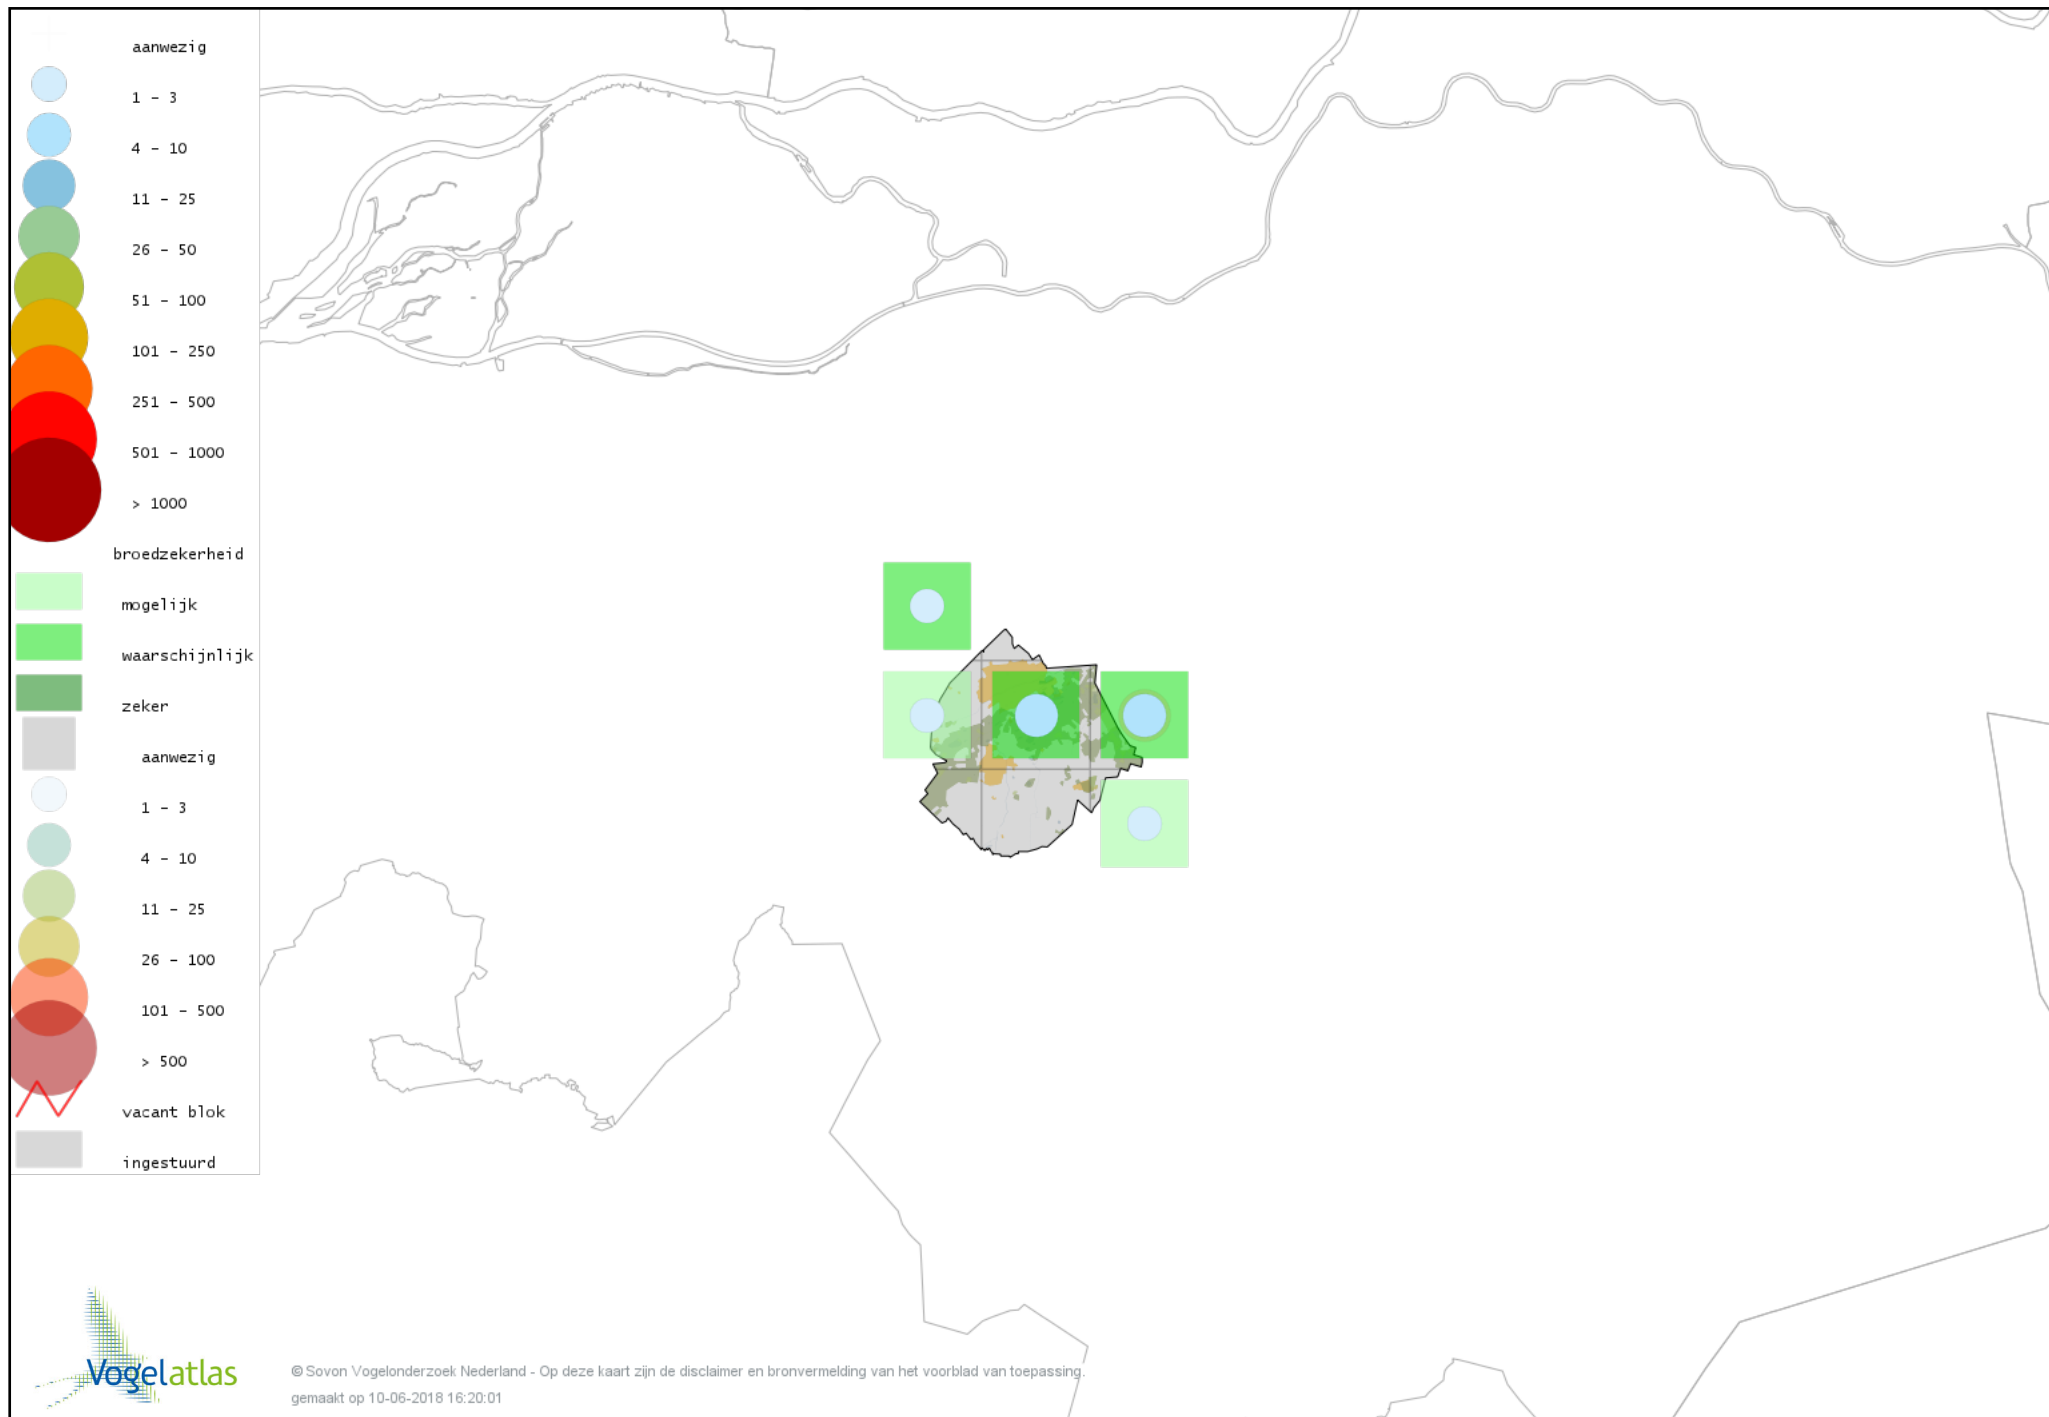 aanwezig
1 - 3
4 - 10
11 - 25
26 - 50
51 - 100
101 - 250
251 - 500
501 - 1000
> 1000
broedzekerheid
mogelijk
waarschijnlijk
zeker
aanwezig
1 - 3
4 - 10
11 - 25
26 - 100
101 - 500
> 500
vacant blok
ingestuurd
Vogelatlas
© Sovon Vogelonderzoek Nederland - Op deze kaart zijn de disclaimer en bronvermelding van het voorblad van toepassing.
gemaakt op 10-06-2018 16:20:01